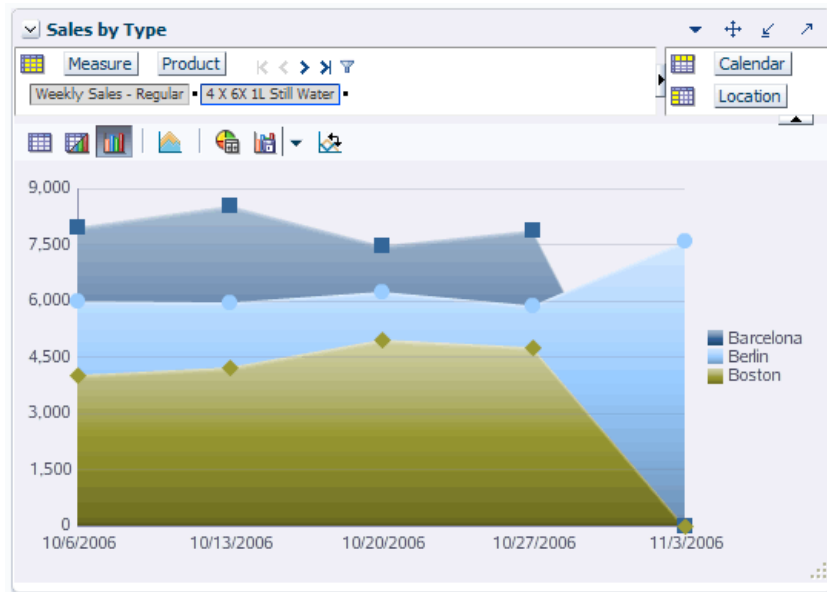 Sales by Type
Measure Product
Calendar
Weekly Sales - Regular 4 X 6X 1L Still Water
Location
9,000
7,500
6,000
4,500
3,000
1,500
0
10/6/2006 10/13/2006 10/20/2006 10/27/2006 11/3/2006
Barcelona
Berlin
Boston